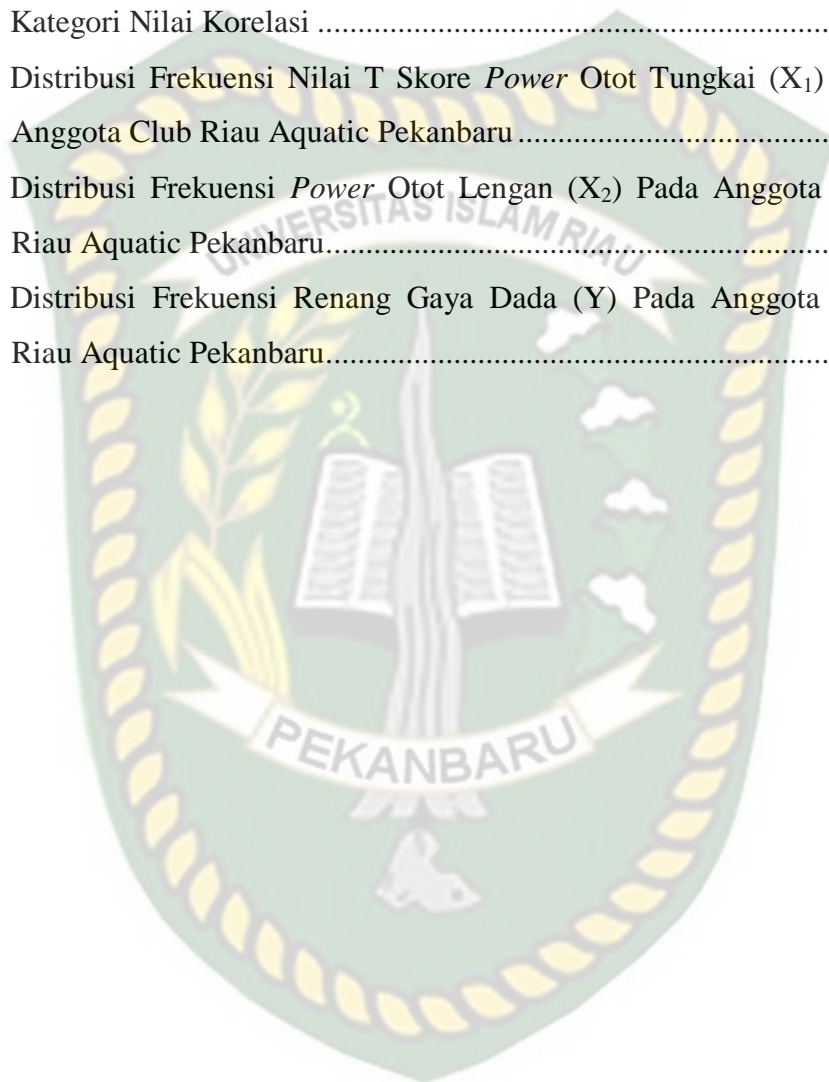 Kategori Nilai Korelasi ................................................................
Distribusi Frekuensi Nilai T Skore Power Otot Tungkai (X₁)
Anggota Club Riau Aquatic Pekanbaru .......................................
Distribusi Frekuensi Power Otot Lengan (X₂) Pada Anggota
Riau Aquatic Pekanbaru..............................................................
Distribusi Frekuensi Renang Gaya Dada (Y) Pada Anggota
Riau Aquatic Pekanbaru..............................................................
UNIVERSITAS ISLAM RIAU
PEKANBARU